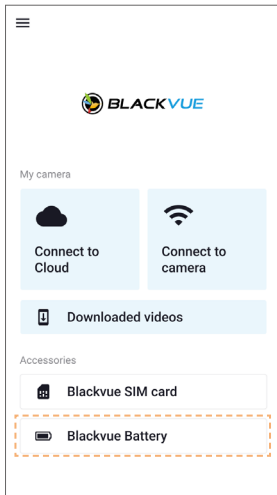 BLACKVUE
My camera
Connect to
Cloud
Connect to
camera
Downloaded videos
Accessories
Blackvue SIM card
Blackvue Battery